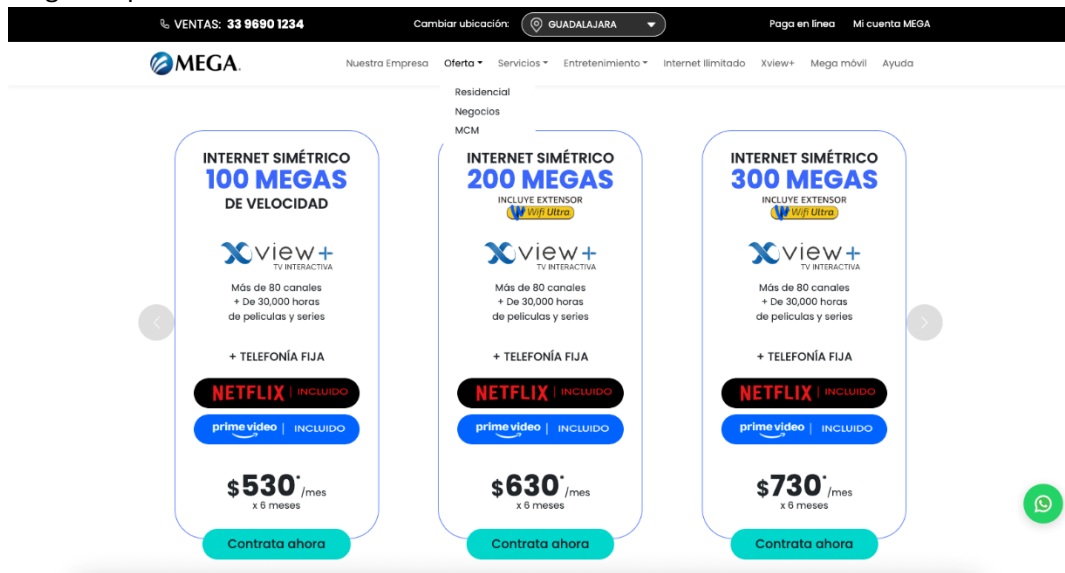 VENTAS: 33 9690 1234
Cambiar ubicación:
GUADALAJARA
Paga en línea
Mi cuenta MEGA
MEGA.
Nuestra Empresa
Oferta
Servicios
Entretenimiento
Internet Ilimitado
Xview+
Mega móvil
Ayuda
Residencial
Negocios
MCM
INTERNET SIMÉTRICO
100 MEGAS
DE VELOCIDAD
Xview+
TV INTERACTIVA
Más de 80 canales
+ De 30,000 horas
de películas y series
+ TELEFONÍA FIJA
NETFLIX | INCLUIDO
prime video | INCLUIDO
$530* /mes
x 6 meses
Contrata ahora
INTERNET SIMÉTRICO
200 MEGAS
INCLUYE EXTENSOR
Wifi Ultra
Xview+
TV INTERACTIVA
Más de 80 canales
+ De 30,000 horas
de películas y series
+ TELEFONÍA FIJA
NETFLIX | INCLUIDO
prime video | INCLUIDO
$630* /mes
x 6 meses
Contrata ahora
INTERNET SIMÉTRICO
300 MEGAS
INCLUYE EXTENSOR
Wifi Ultra
Xview+
TV INTERACTIVA
Más de 80 canales
+ De 30,000 horas
de películas y series
+ TELEFONÍA FIJA
NETFLIX | INCLUIDO
prime video | INCLUIDO
$730* /mes
x 6 meses
Contrata ahora